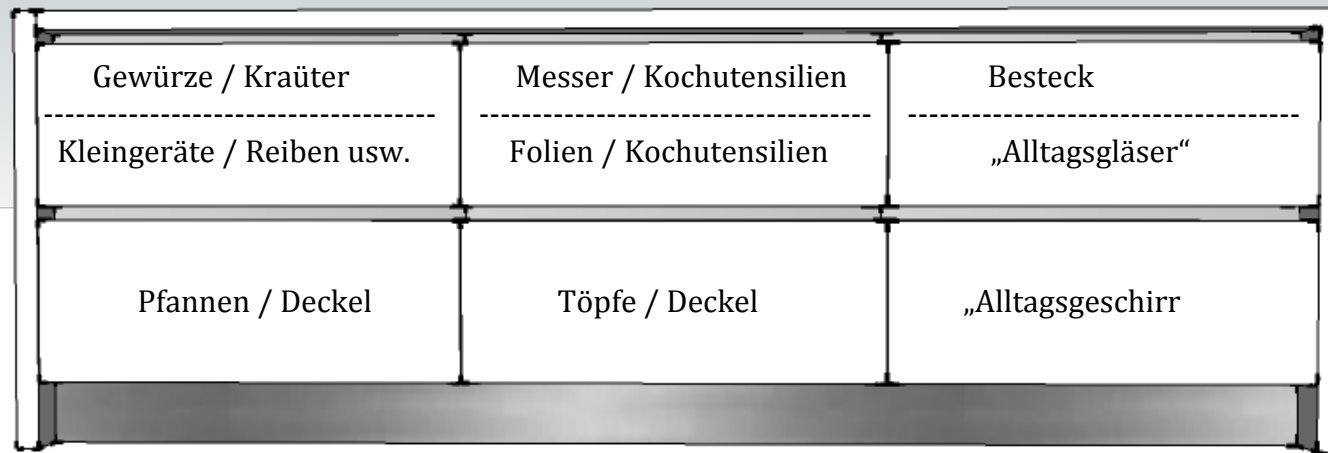 Gewürze / Kraüter
Messer / Kochutensilien
Besteck
Kleingeräte / Reiben usw.
Folien / Kochutensilien
„Alltagsgläser“
Pfannen / Deckel
Töpfe / Deckel
„Alltagsgeschirr